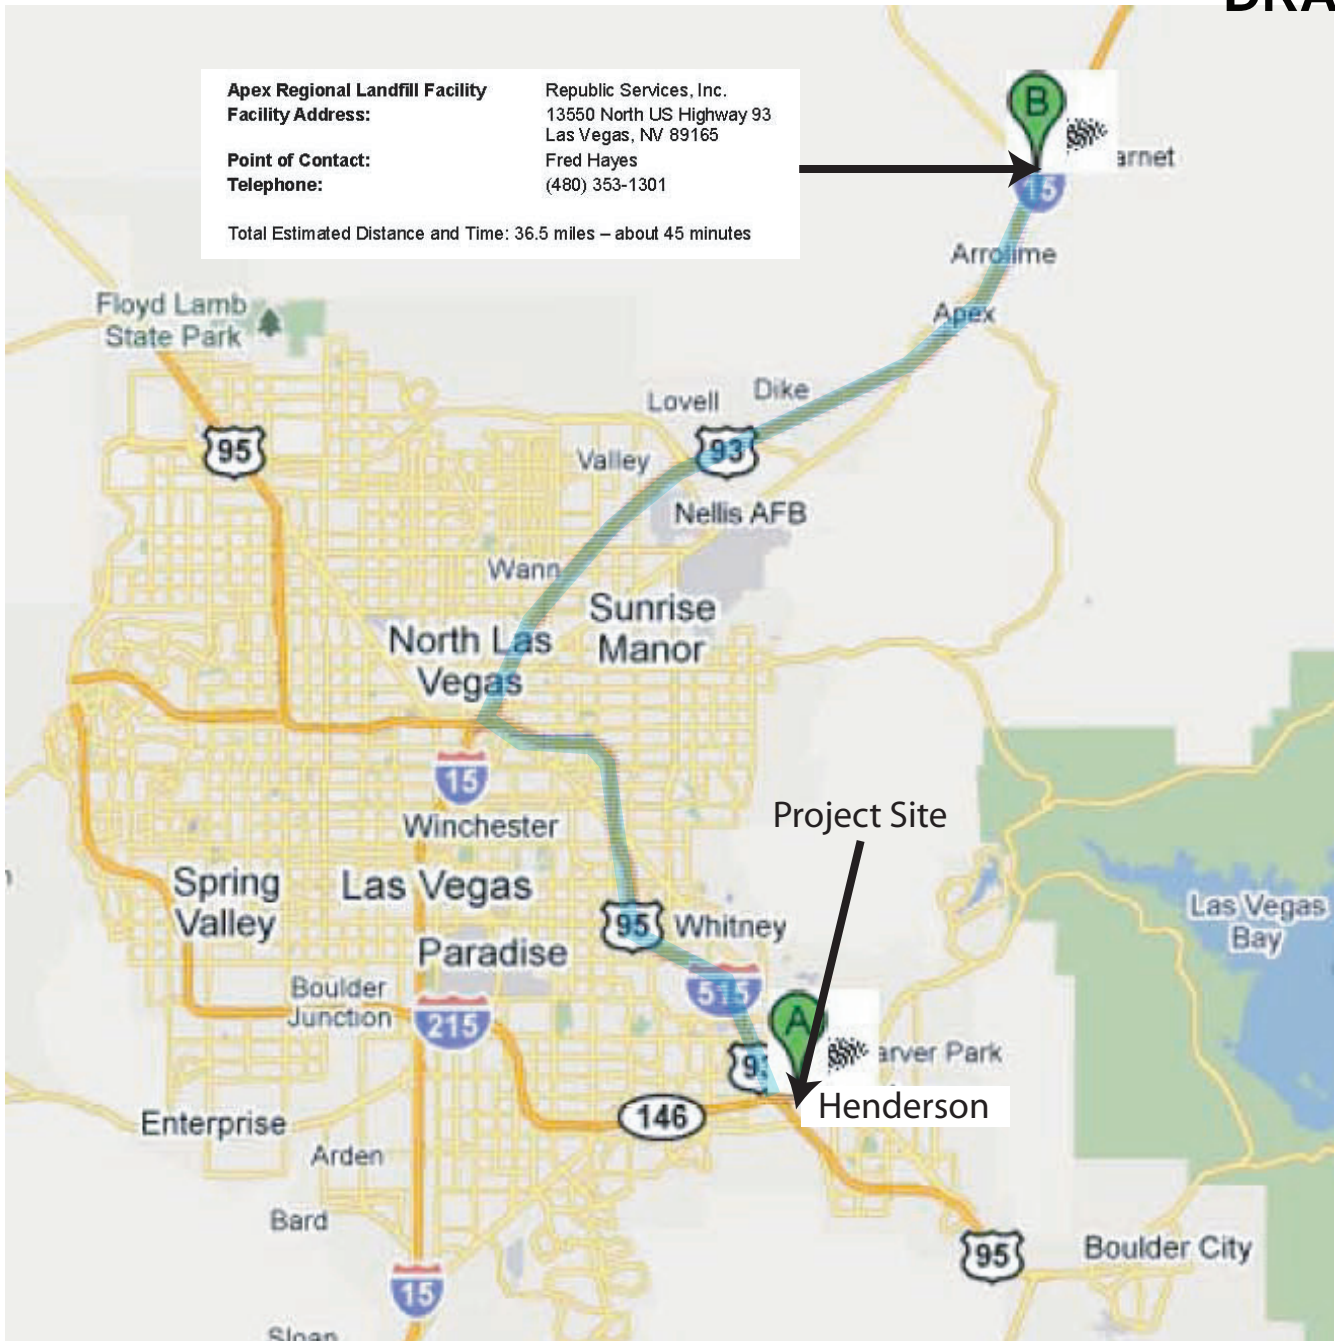 Apex Regional Landfill Facility Republic Services, Inc.
Facility Address: 13550 North US Highway 93
Las Vegas, NV 89165
Point of Contact: Fred Hayes
Telephone: (480) 353-1301
Total Estimated Distance and Time: 36.5 miles – about 45 minutes
B
arnet
15
Arrolime
Apex
Floyd Lamb
State Park
Dike
Lovell
95
93
Valley
Nellis AFB
Wann
Sunrise
Manor
North Las
Vegas
15
Winchester
Project Site
Spring
Valley
Las Vegas
95
Whitney
Las Vegas
Bay
Paradise
Boulder
Junction
515
215
A
arver Park
Henderson
146
Enterprise
Arden
Bard
95
Boulder City
15
Sloan